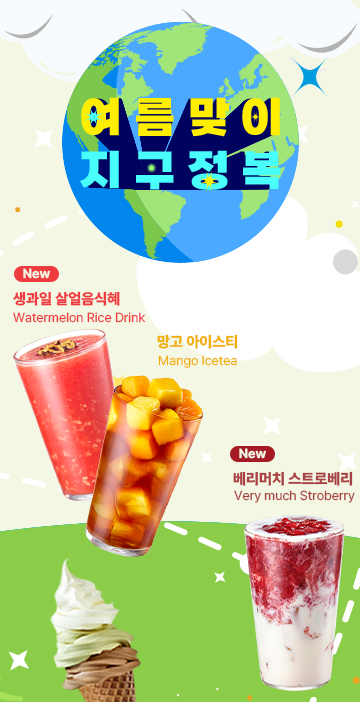 여름맞이
지구정복
New
생과일 살얼음식혜
Watermelon Rice Drink
망고 아이스티
Mango Icetea
New
베리머치 스트로베리
Very much Stroberry